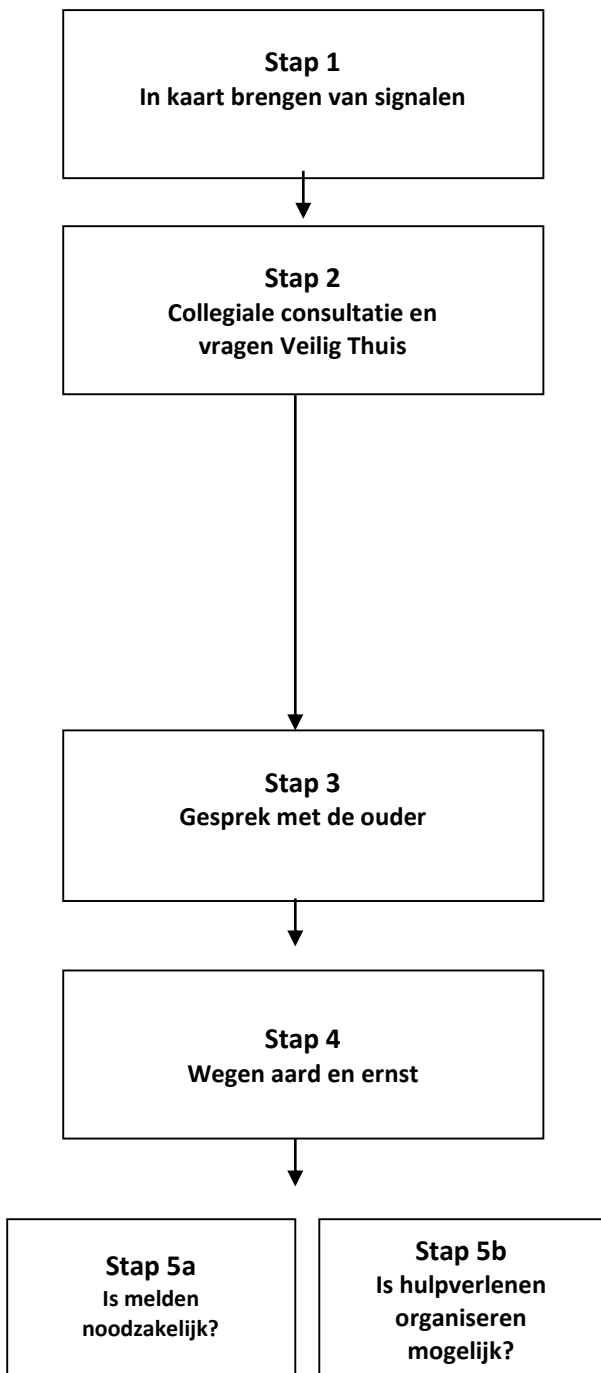 Stap 1
In kaart brengen van signalen
Stap 2
Collegiale consultatie en
vragen Veilig Thuis
Stap 3
Gesprek met de ouder
Stap 4
Wegen aard en ernst
Stap 5a
Is melden
noodzakelijk?
Stap 5b
Is hulpverlenen
organiseren
mogelijk?